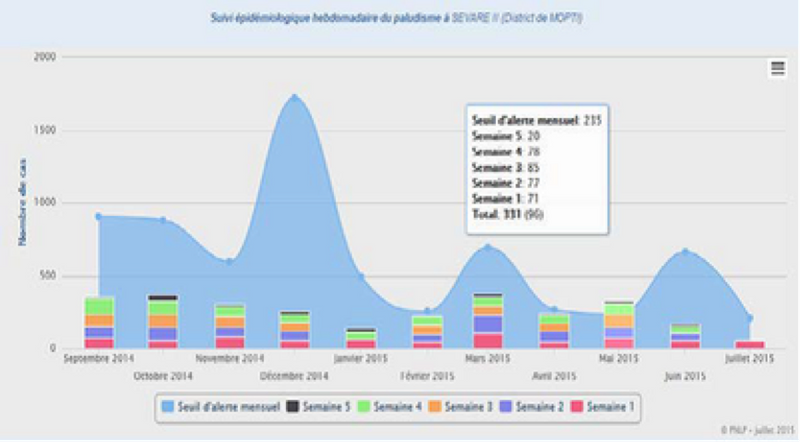 Suivi épidémiologique hebdomadaire du paludisme à SEVARE II (District de MOPTI)
2000
1500
1000
500
0
Nombre de cas
Seuil d'alerte mensuel: 235
Semaine 5: 20
Semaine 4: 78
Semaine 3: 85
Semaine 2: 77
Semaine 1: 71
Total: 331 (96)
Septembre 2014
Octobre 2014
Novembre 2014
Décembre 2014
Janvier 2015
Février 2015
Mars 2015
Avril 2015
Mai 2015
Juin 2015
Juillet 2015
Seuil d'alerte mensuel Semaine 5 Semaine 4 Semaine 3 Semaine 2 Semaine 1
© PNLP - juillet 2015